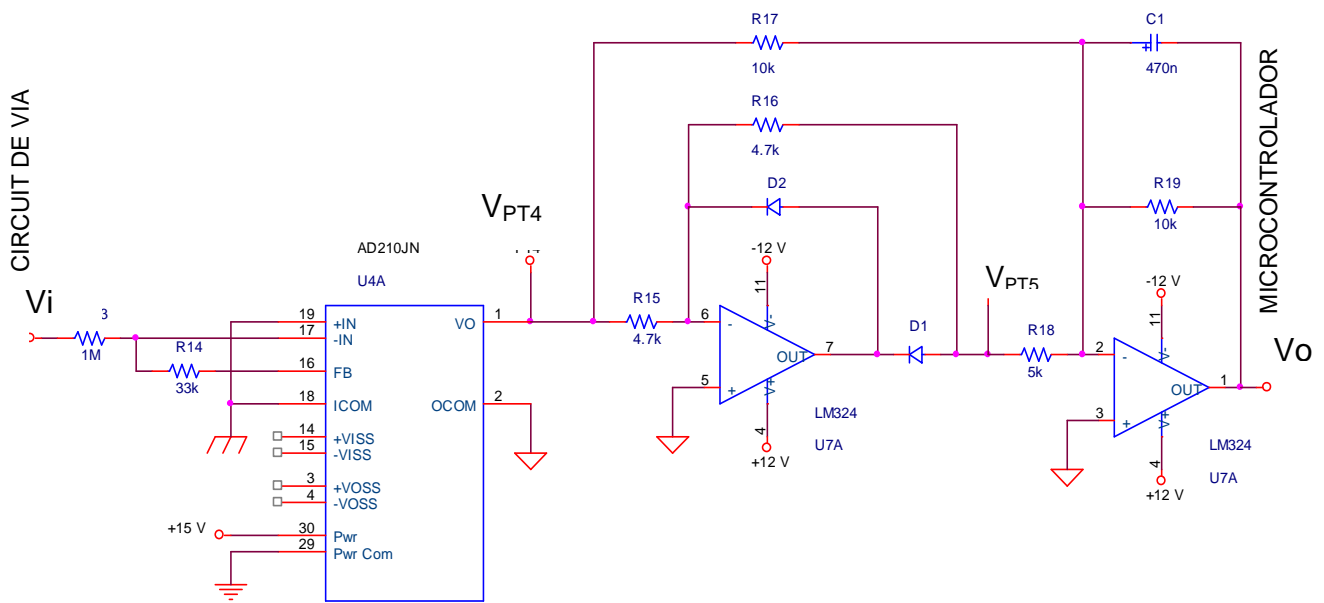 R17
10k
C1
470n
R16
4.7k
D2
R19
10k
CIRCUIT DE VIA
MICROCONTROLADOR
VPT4
AD210JN
U4A
Vi
3
1M
R14
33k
19 +IN
17 -IN
16 FB
18 ICOM
14 +VISS
15 -VISS
3 +VOSS
4 -VOSS
+15 V
30 Pwr
29 Pwr Com
VO 1
OCOM 2
R15
4.7k
-12 V
11
V-
6 -
5 +
OUT 7
V+
4
+12 V
LM324
U7A
D1
VPT5
R18
5k
-12 V
11
V-
2 -
3 +
OUT 1
V+
4
+12 V
LM324
U7A
Vo